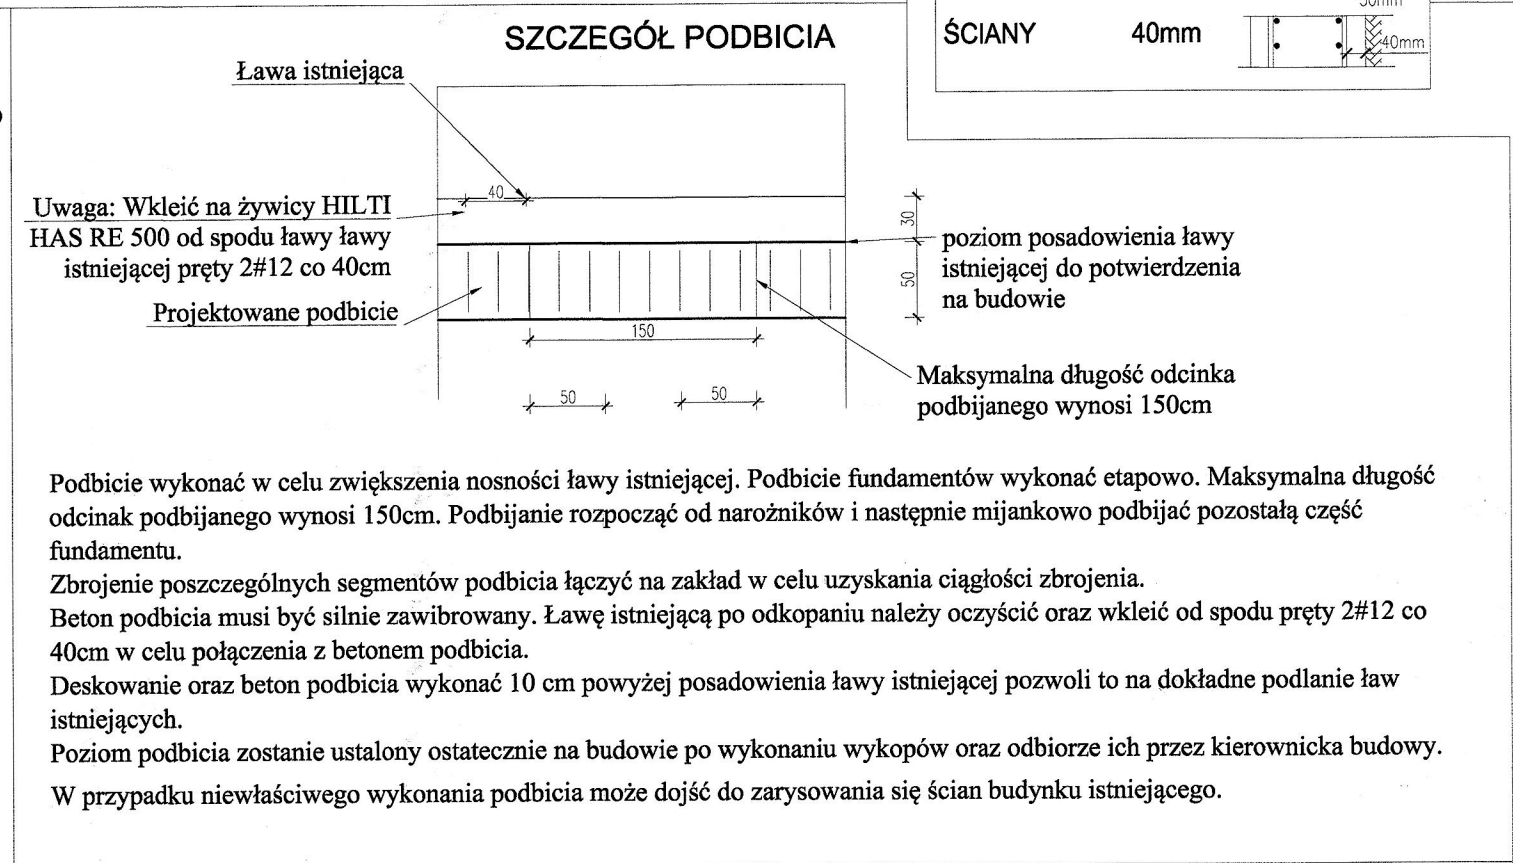 SZCZEGÓŁ PODBICIA
ŚCIANY 40mm
40mm
Ława istniejąca
40
Uwaga: Wkleić na żywicy HILTI
HAS RE 500 od spodu ławy ławy
istniejącej pręty 2#12 co 40cm
Projektowane podbicie
30
50
poziom posadowienia ławy
istniejącej do potwierdzenia
na budowie
150
50
50
Maksymalna długość odcinka
podbijanego wynosi 150cm
Podbicie wykonać w celu zwiększenia nosności ławy istniejącej. Podbicie fundamentów wykonać etapowo. Maksymalna długość
odcinak podbijanego wynosi 150cm. Podbijanie rozpocząć od narożników i następnie mijankowo podbijać pozostałą część
fundamentu.
Zbrojenie poszczególnych segmentów podbicia łączyć na zakład w celu uzyskania ciągłości zbrojenia.
Beton podbicia musi być silnie zawibrowany. Ławę istniejącą po odkopaniu należy oczyścić oraz wkleić od spodu pręty 2#12 co
40cm w celu połączenia z betonem podbicia.
Deskowanie oraz beton podbicia wykonać 10 cm powyżej posadowienia ławy istniejącej pozwoli to na dokładne podlanie ław
istniejących.
Poziom podbicia zostanie ustalony ostatecznie na budowie po wykonaniu wykopów oraz odbiorze ich przez kierownicka budowy.
W przypadku niewłaściwego wykonania podbicia może dojść do zarysowania się ścian budynku istniejącego.